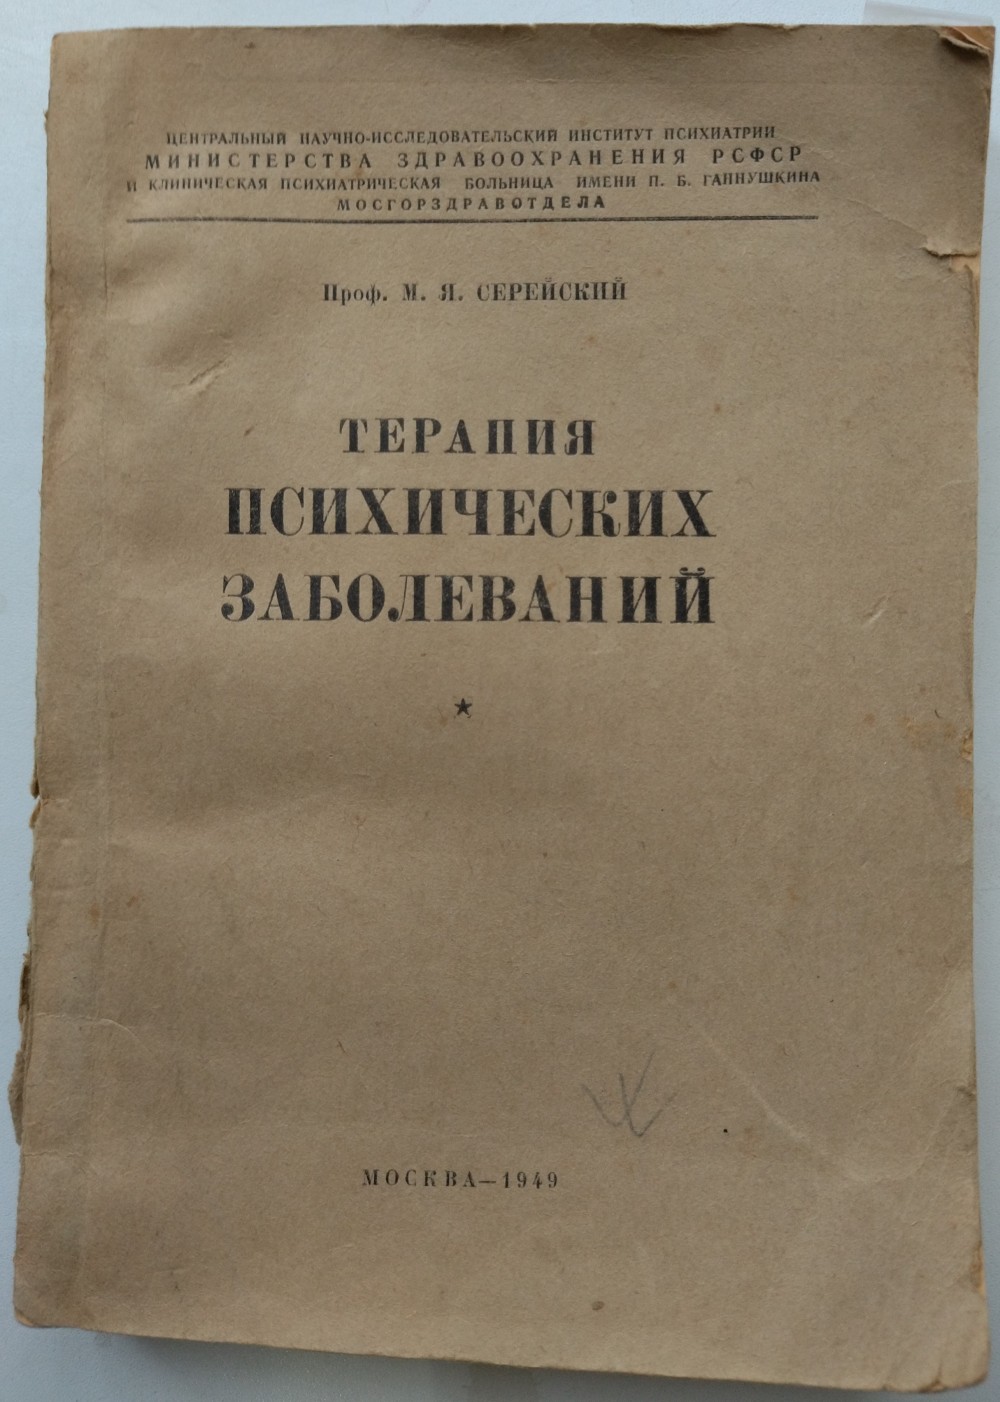 ЦЕНТРАЛЬНЫЙ НАУЧНО-ИССЛЕДОВАТЕЛЬСКИЙ ИНСТИТУТ ПСИХИАТРИИ
МИНИСТЕРСТВА ЗДРАВООХРАНЕНИЯ РСФСР
И КЛИНИЧЕСКАЯ ПСИХИАТРИЧЕСКАЯ БОЛЬНИЦА ИМЕНИ П. Б. ГАННУШКИНА
МОСГОРЗДРАВОТДЕЛА
Проф. М. Я. СЕРЕЙСКИЙ
ТЕРАПИЯ
ПСИХИЧЕСКИХ
ЗАБОЛЕВАНИЙ
МОСКВА—1949